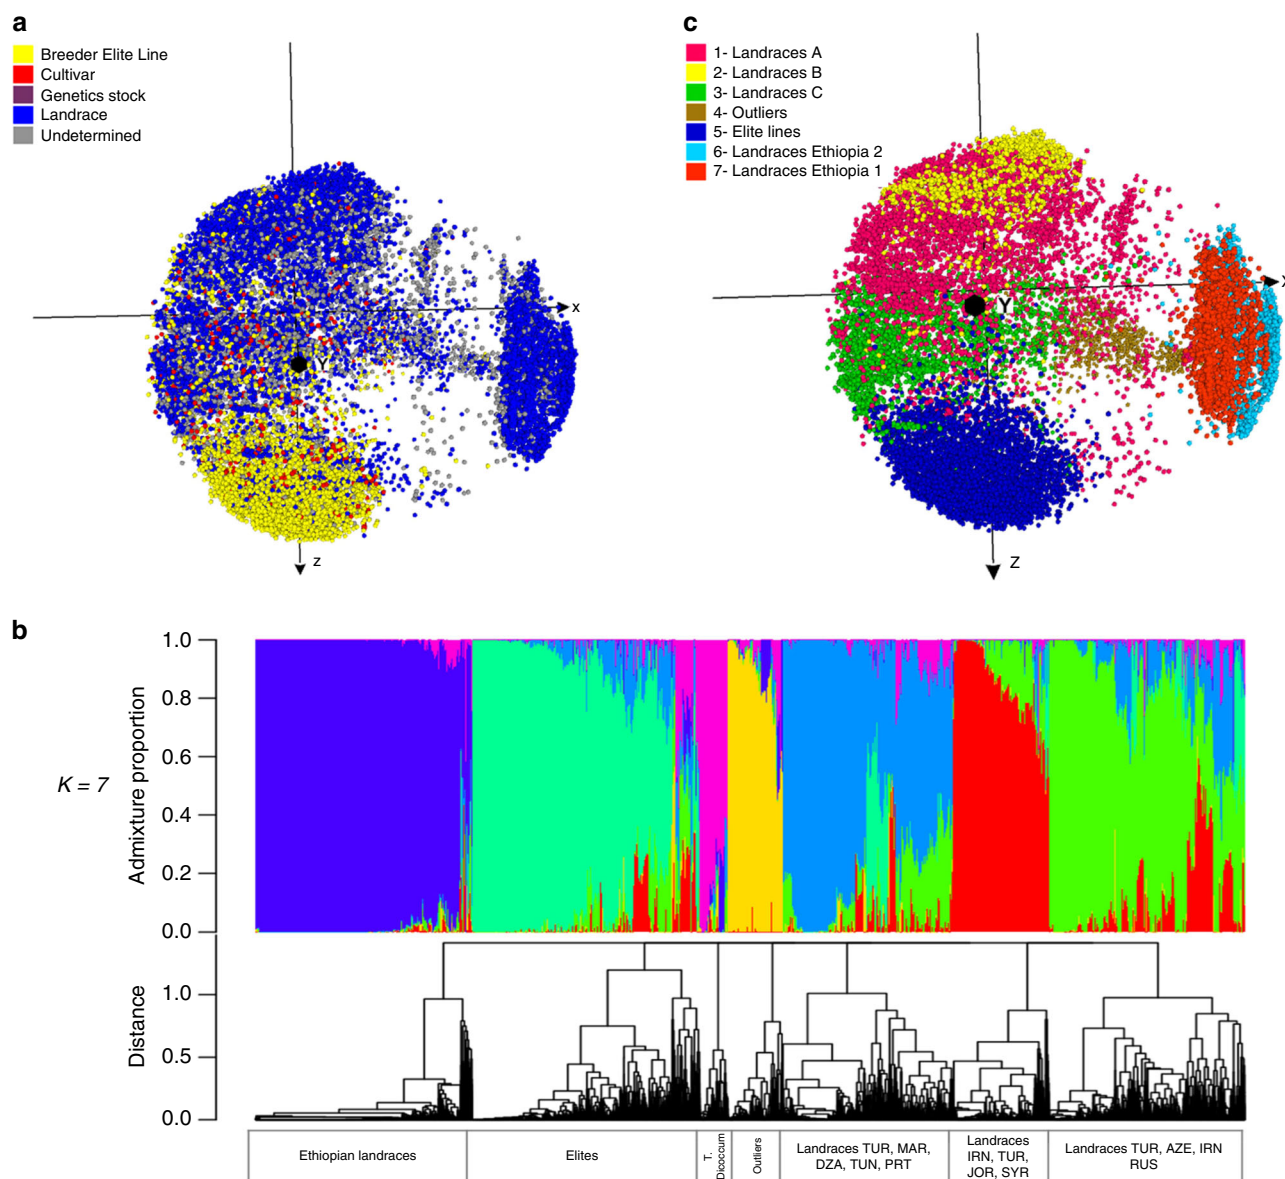 a
Breeder Elite Line
Cultivar
Genetics stock
Landrace
Undetermined
x
Y
z
c
1- Landraces A
2- Landraces B
3- Landraces C
4- Outliers
5- Elite lines
6- Landraces Ethiopia 2
7- Landraces Ethiopia 1
x
Y
Z
b
K = 7
Admixture proportion
1.0
0.8
0.6
0.4
0.2
0.0
Distance
1.0
0.5
0.0
Ethiopian landraces
Elites
T.
Dicoccum
Outliers
Landraces TUR, MAR,
DZA, TUN, PRT
Landraces
IRN, TUR,
JOR, SYR
Landraces TUR, AZE, IRN
RUS